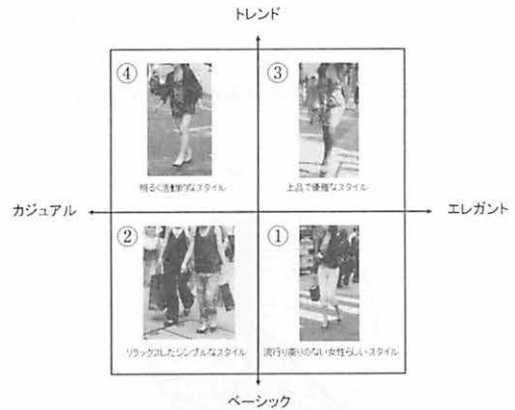 トレンド
④
③
明るく活動的なスタイル
上品で優雅なスタイル
カジュアル
エレガント
②
①
リラックスしたシンプルなスタイル
流行り廃りのない女性らしいスタイル
ベーシック